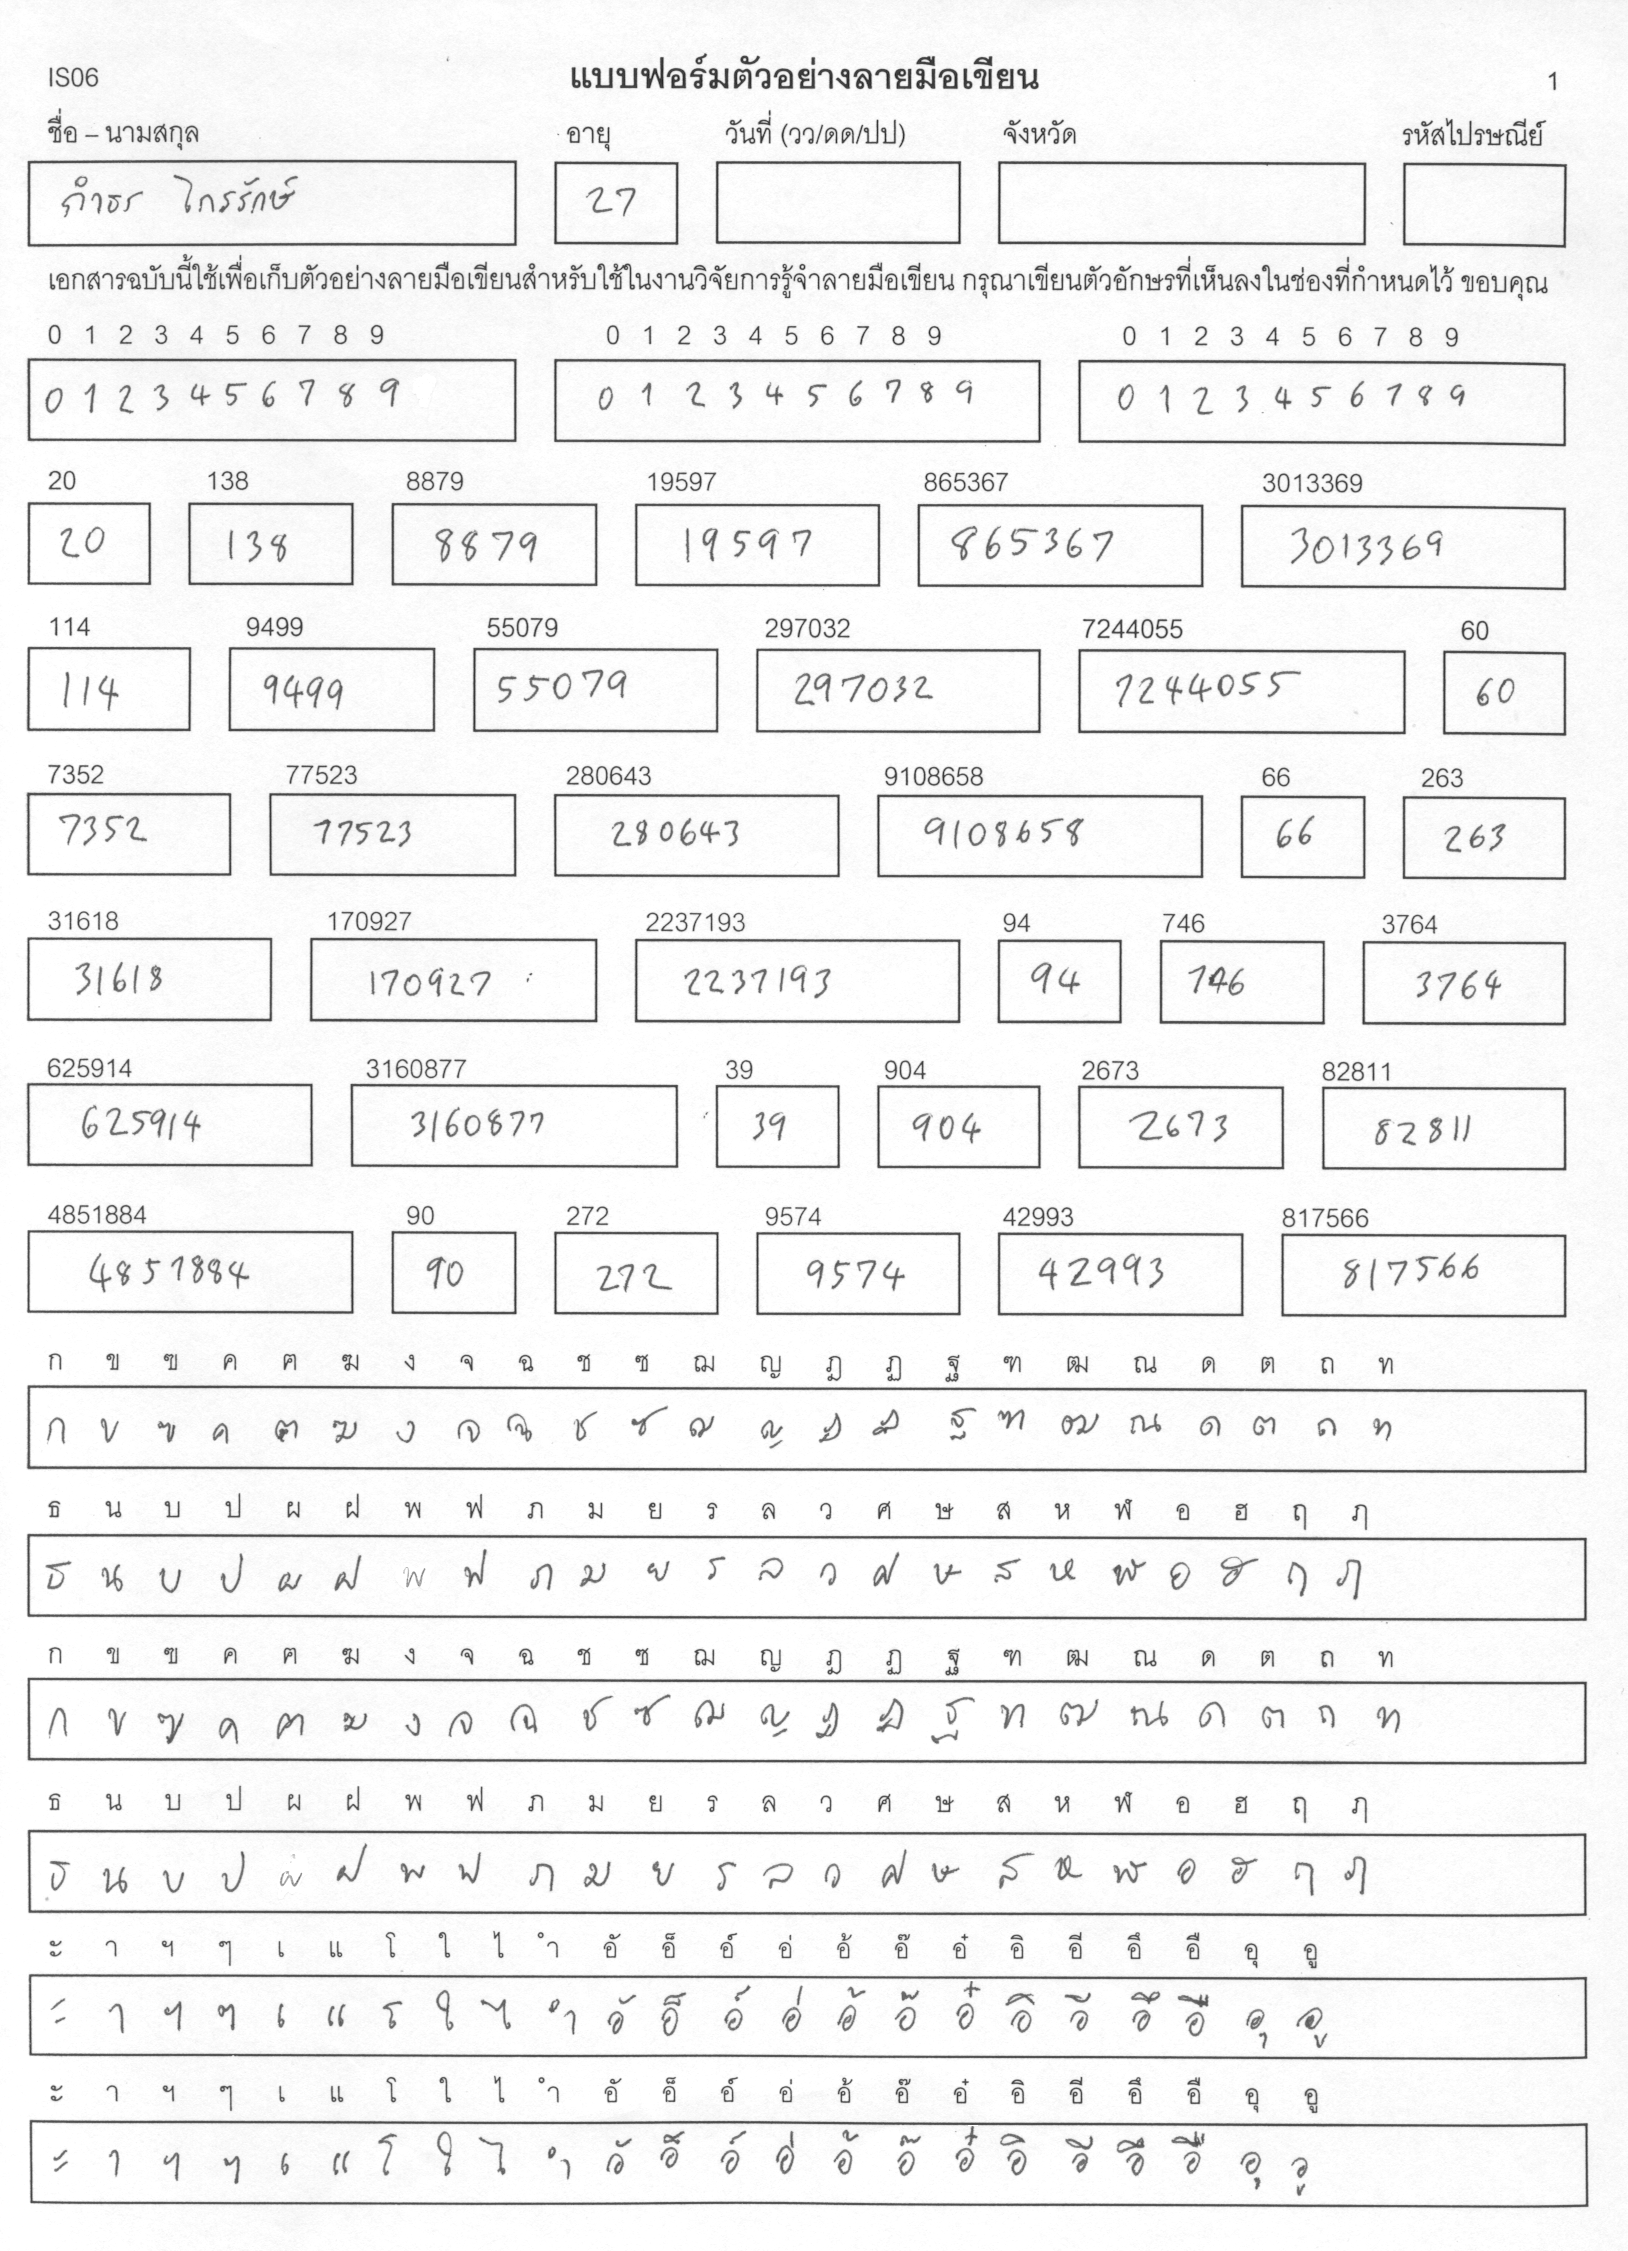 IS06 แบบฟอร์มตัวอย่างลายมือเขียน 1
ชื่อ – นามสกุล อายุ วันที่ (วว/ดด/ปป) จังหวัด รหัสไปรษณีย์
กำธร ไกรรักษ์ 27
เอกสารฉบับนี้ใช้เพื่อเก็บตัวอย่างลายมือเขียนสำหรับใช้ในงานวิจัยการรู้จำลายมือเขียน กรุณาเขียนตัวอักษรที่เห็นลงในช่องที่กำหนดไว้ ขอบคุณ
0 1 2 3 4 5 6 7 8 9 0 1 2 3 4 5 6 7 8 9 0 1 2 3 4 5 6 7 8 9
0 1 2 3 4 5 6 7 8 9 0 1 2 3 4 5 6 7 8 9 0 1 2 3 4 5 6 7 8 9
20 138 8879 19597 865367 3013369
20 138 8879 19597 865367 3013369
114 9499 55079 297032 7244055 60
114 9499 55079 297032 7244055 60
7352 77523 280643 9108658 66 263
7352 77523 280643 9108658 66 263
31618 170927 2237193 94 746 3764
31618 170927 2237193 94 746 3764
625914 3160877 39 904 2673 82811
625914 3160877 39 904 2673 82811
4851884 90 272 9574 42993 817566
4851884 90 272 9574 42993 817566
ก ข ฃ ค ฅ ฆ ง จ ฉ ช ซ ฌ ญ ฎ ฏ ฐ ฑ ฒ ณ ด ต ถ ท
ก ข ฃ ค ฅ ฆ ง จ ฉ ช ซ ฌ ญ ฎ ฏ ฐ ฑ ฒ ณ ด ต ถ ท
ธ น บ ป ผ ฝ พ ฟ ภ ม ย ร ล ว ศ ษ ส ห ฬ อ ฮ ฤ ฦ
ธ น บ ป ผ ฝ พ ฟ ภ ม ย ร ล ว ศ ษ ส ห ฬ อ ฮ ฤ ฦ
ก ข ฃ ค ฅ ฆ ง จ ฉ ช ซ ฌ ญ ฎ ฏ ฐ ฑ ฒ ณ ด ต ถ ท
ก ข ฃ ค ฅ ฆ ง จ ฉ ช ซ ฌ ญ ฎ ฏ ฐ ฑ ฒ ณ ด ต ถ ท
ธ น บ ป ผ ฝ พ ฟ ภ ม ย ร ล ว ศ ษ ส ห ฬ อ ฮ ฤ ฦ
ธ น บ ป ผ ฝ พ ฟ ภ ม ย ร ล ว ศ ษ ส ห ฬ อ ฮ ฤ ฦ
ะ า ฯ ๆ เ แ โ ใ ไ ำ อั อ็ อ์ อ่ อ้ อ๊ อ๋ อิ อี อึ อื อุ อู
ะ า ฯ ๆ เ แ โ ใ ไ ำ อั อ็ อ์ อ่ อ้ อ๊ อ๋ อิ อี อึ อื อุ อู
ะ า ฯ ๆ เ แ โ ใ ไ ำ อั อ็ อ์ อ่ อ้ อ๊ อ๋ อิ อี อึ อื อุ อู
ะ า ฯ ๆ เ แ โ ใ ไ ำ อั อ็ อ์ อ่ อ้ อ๊ อ๋ อิ อี อึ อื อุ อู